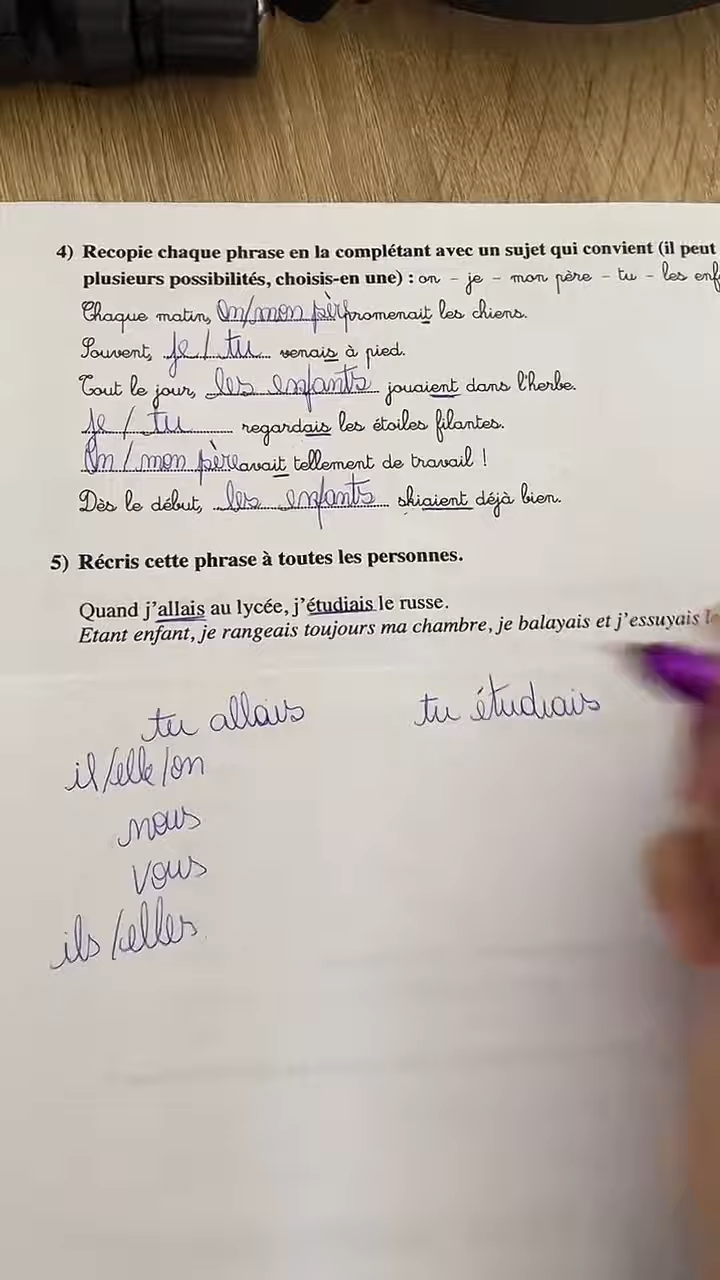 4) Recopie chaque phrase en la complétant avec un sujet qui convient (il peut
plusieurs possibilités, choisis-en une) : on - je - mon père - tu - les enf
Chaque matin, On/mon père promenait les chiens.
Souvent, je / tu venais à pied.
Tout le jour, les enfants jouaient dans l'herbe.
je / tu regardais les étoiles filantes.
On / mon père avait tellement de travail !
Dès le début, les enfants skiaient déjà bien.
5) Récris cette phrase à toutes les personnes.
Quand j'allais au lycée, j'étudiais le russe.
Etant enfant, je rangeais toujours ma chambre, je balayais et j'essuyais
tu allais tu étudiais
il/elle/on
nous
vous
ils/elles